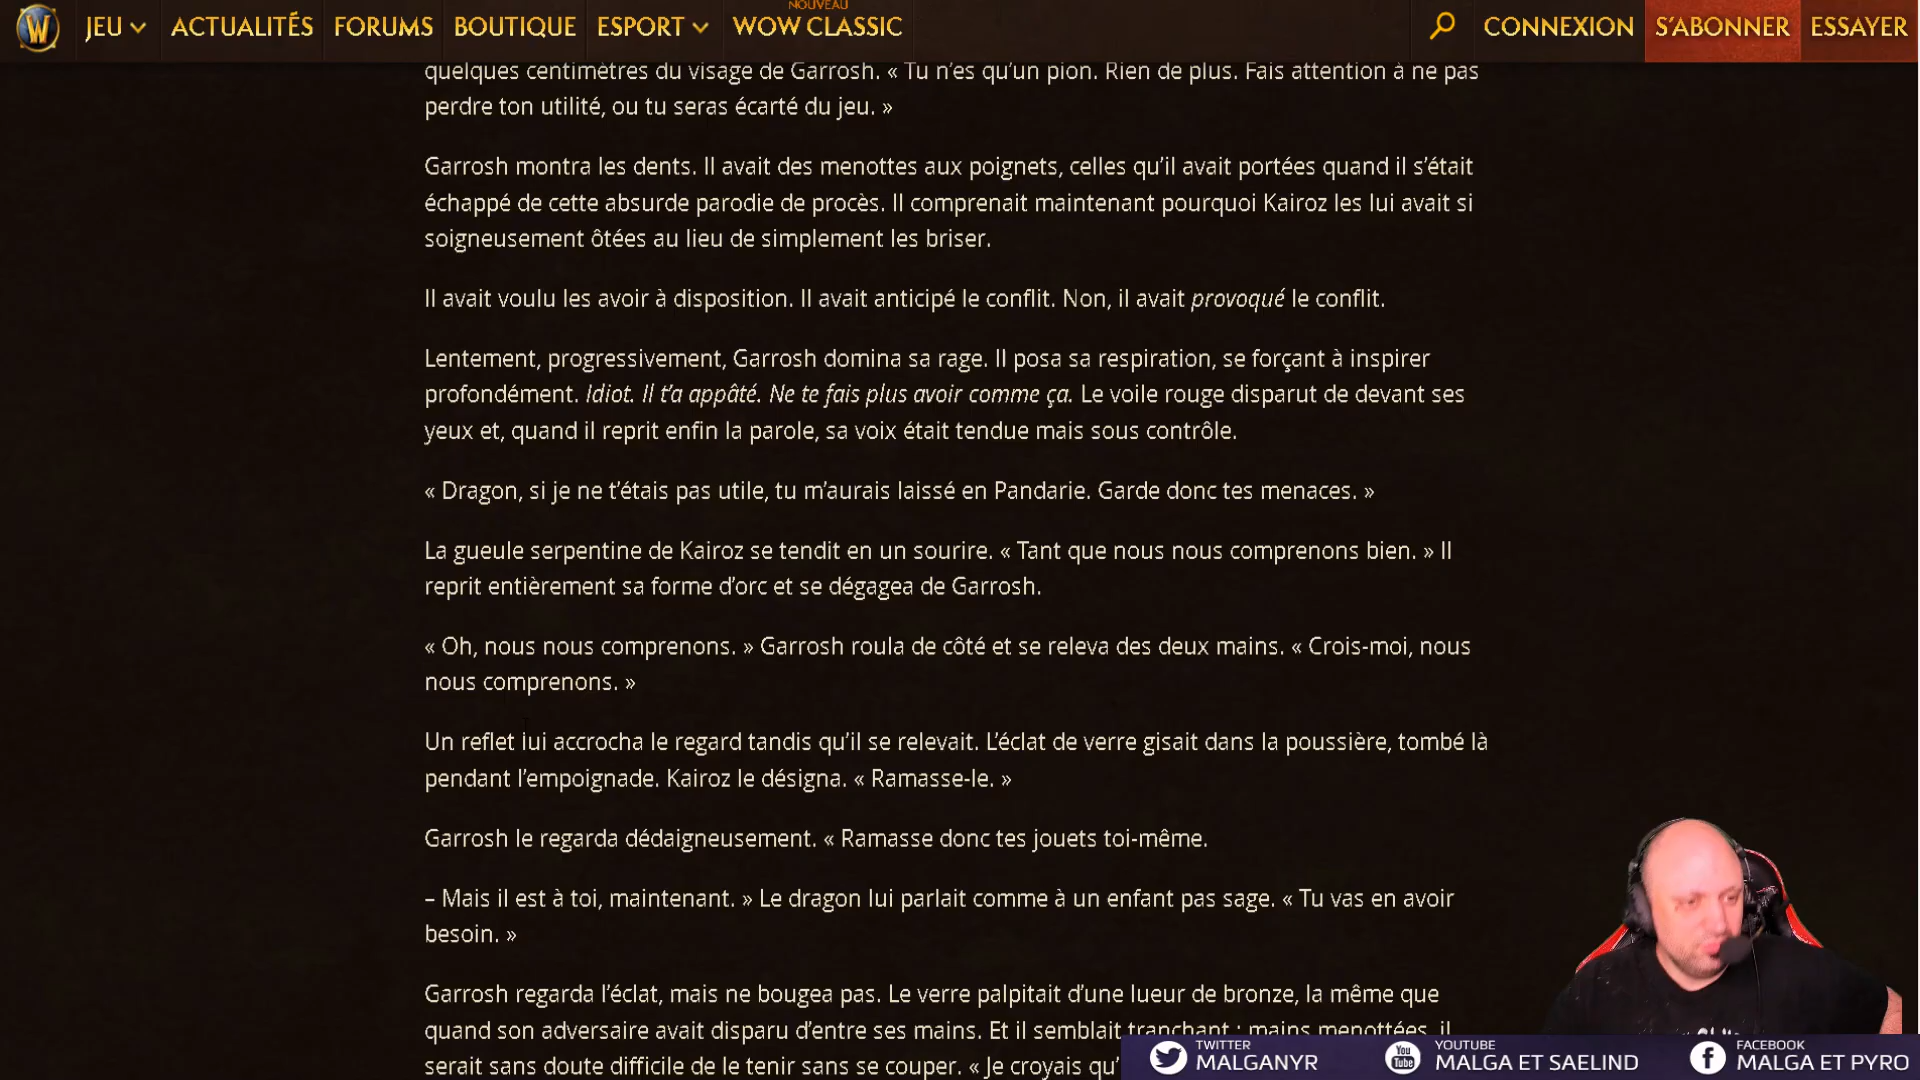 NOUVEAU
JEU ACTUALITÉS FORUMS BOUTIQUE ESPORT WOW CLASSIC CONNEXION S'ABONNER ESSAYER
quelques centimètres du visage de Garrosh. « Tu n'es qu'un pion. Rien de plus. Fais attention à ne pas
perdre ton utilité, ou tu seras écarté du jeu. »
Garrosh montra les dents. Il avait des menottes aux poignets, celles qu'il avait portées quand il s'était
échappé de cette absurde parodie de procès. Il comprenait maintenant pourquoi Kairoz les lui avait si
soigneusement ôtées au lieu de simplement les briser.
Il avait voulu les avoir à disposition. Il avait anticipé le conflit. Non, il avait provoqué le conflit.
Lentement, progressivement, Garrosh domina sa rage. Il posa sa respiration, se forçant à inspirer
profondément. Idiot. Il t'a appâté. Ne te fais plus avoir comme ça. Le voile rouge disparut de devant ses
yeux et, quand il reprit enfin la parole, sa voix était tendue mais sous contrôle.
« Dragon, si je ne t'étais pas utile, tu m'aurais laissé en Pandarie. Garde donc tes menaces. »
La gueule serpentine de Kairoz se tendit en un sourire. « Tant que nous nous comprenons bien. » Il
reprit entièrement sa forme d'orc et se dégagea de Garrosh.
« Oh, nous nous comprenons. » Garrosh roula de côté et se releva des deux mains. « Crois-moi, nous
nous comprenons. »
Un reflet lui accrocha le regard tandis qu'il se relevait. L'éclat de verre gisait dans la poussière, tombé là
pendant l'empoignade. Kairoz le désigna. « Ramasse-le. »
Garrosh le regarda dédaigneusement. « Ramasse donc tes jouets toi-même.
– Mais il est à toi, maintenant. » Le dragon lui parlait comme à un enfant pas sage. « Tu vas en avoir
besoin. »
Garrosh regarda l'éclat, mais ne bougea pas. Le verre palpitait d'une lueur de bronze, la même que
quand son adversaire avait disparu d'entre ses mains. Et il semblait tranchant : mains menottées, il
serait sans doute difficile de le tenir sans se couper. « Je croyais qu'
TWITTER
MALGANYR
YOUTUBE
MALGA ET SAELIND
FACEBOOK
MALGA ET PYRO